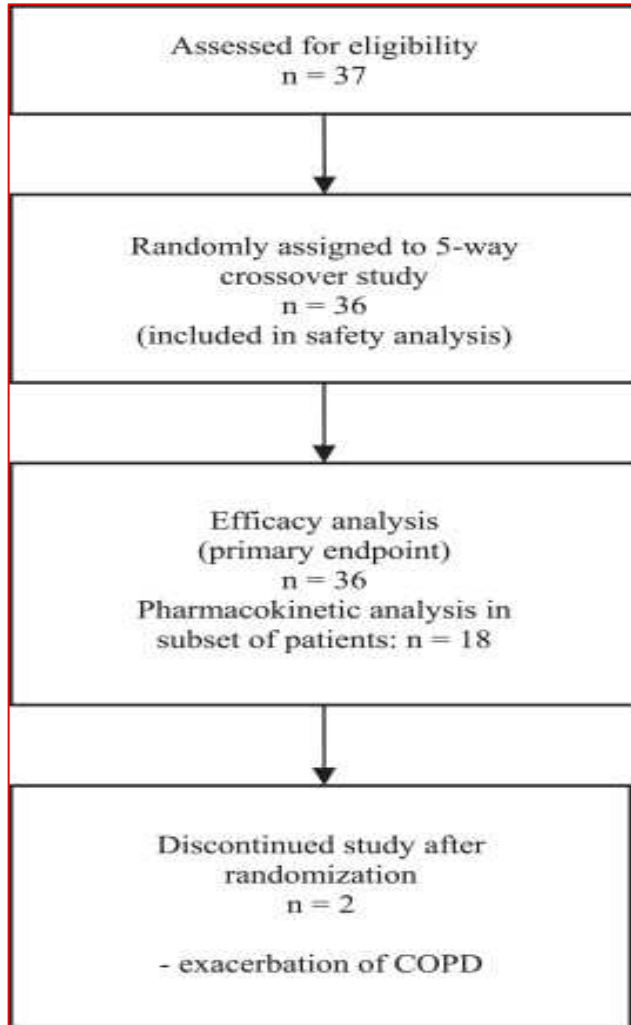 Assessed for eligibility
n = 37
Randomly assigned to 5-way
crossover study
n = 36
(included in safety analysis)
Efficacy analysis
(primary endpoint)
n = 36
Pharmacokinetic analysis in
subset of patients: n = 18
Discontinued study after
randomization
n = 2
- exacerbation of COPD